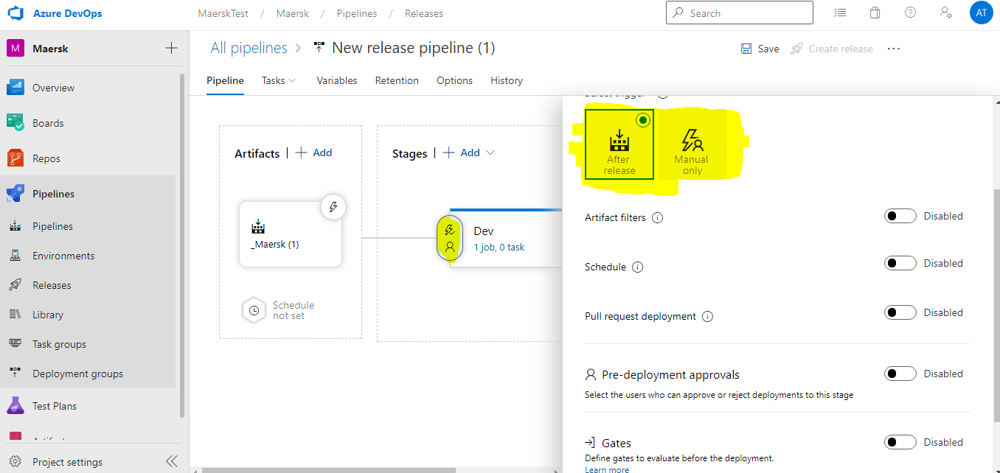 Azure DevOps
MaerskTest / Maersk / Pipelines / Releases
Search
AT
M Maersk
Overview
Boards
Repos
Pipelines
Pipelines
Environments
Releases
Library
Task groups
Deployment groups
Test Plans
Project settings
All pipelines > New release pipeline (1)
Save
Create release
...
Pipeline
Tasks
Variables
Retention
Options
History
Artifacts | + Add
_Maersk (1)
Schedule
not set
Stages | + Add
Dev
1 job, 0 task
After
release
Manual
only
Artifact filters
Disabled
Schedule
Disabled
Pull request deployment
Disabled
Pre-deployment approvals
Disabled
Select the users who can approve or reject deployments to this stage
Gates
Disabled
Define gates to evaluate before the deployment.
Learn more